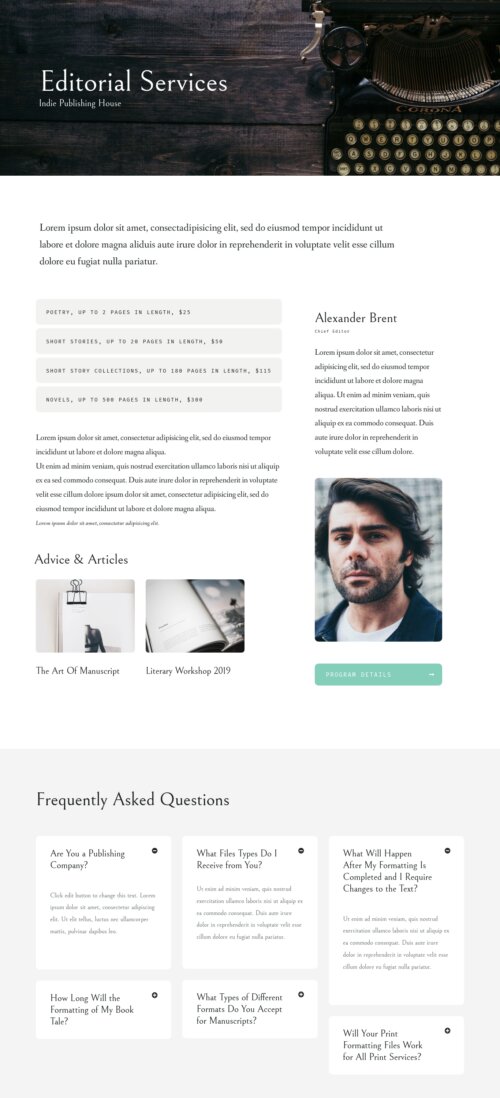 Editorial Services
Indie Publishing House
CORONA
Lorem ipsum dolor sit amet, consectadipisicing elit, sed do eiusmod tempor incididunt ut
labore et dolore magna aliduis aute irure dolor in reprehenderit in voluptate velit esse cillum
dolore eu fugiat nulla pariatur.
POETRY, UP TO 2 PAGES IN LENGTH, $25
SHORT STORIES, UP TO 20 PAGES IN LENGTH, $50
SHORT STORY COLLECTIONS, UP TO 180 PAGES IN LENGTH, $115
NOVELS, UP TO 500 PAGES IN LENGTH, $300
Lorem ipsum dolor sit amet, consectetur adipisicing elit, sed do eiusmod tempor
incididunt ut labore et dolore magna aliqua.
Ut enim ad minim veniam, quis nostrud exercitation ullamco laboris nisi ut aliquip
ex ea sed commodo consequat. Duis aute irure dolor in reprehenderit in voluptate
velit esse cillum dolore ipsum dolor sit amet, consectetur adipisicing elit, sed do
eiusmod tempor incididunt ut labore et dolore magna aliqua.
Lorem ipsum dolor sit amet, consectetur adipisicing elit.
Advice & Articles
The Art Of Manuscript
Literary Workshop 2019
Alexander Brent
Chief Editor
Lorem ipsum dolor sit amet, consectetur
adipisicing elit, sed do eiusmod tempor
incididunt ut labore et dolore magna
aliqua. Ut enim ad minim veniam, quis
nostrud exercitation ullamco laboris nisi ut
aliquip ex ea commodo consequat. Duis
aute irure dolor in reprehenderit in
voluptate velit esse cillum dolore.
PROGRAM DETAILS →
Frequently Asked Questions
Are You a Publishing
Company?
Click edit button to change this text. Lorem
ipsum dolor sit amet, consectetur adipiscing
elit. Ut elit tellus, luctus nec ullamcorper
mattis, pulvinar dapibus leo.
How Long Will the
Formatting of My Book
Take?
What Files Types Do I
Receive from You?
Ut enim ad minim veniam, quis nostrud
exercitation ullamco laboris nisi ut aliquip ex
ea commodo consequat. Duis aute irure
dolor in reprehenderit in voluptate velit esse
cillum dolore eu fugiat nulla pariatur.
What Types of Different
Formats Do You Accept
for Manuscripts?
What Will Happen
After My Formatting Is
Completed and I Require
Changes to the Text?
Ut enim ad minim veniam, quis nostrud
exercitation ullamco laboris nisi ut aliquip ex
ea commodo consequat. Duis aute irure
dolor in reprehenderit in voluptate velit esse
cillum dolore eu fugiat nulla pariatur.
Will Your Print
Formatting Files Work
for All Print Services?